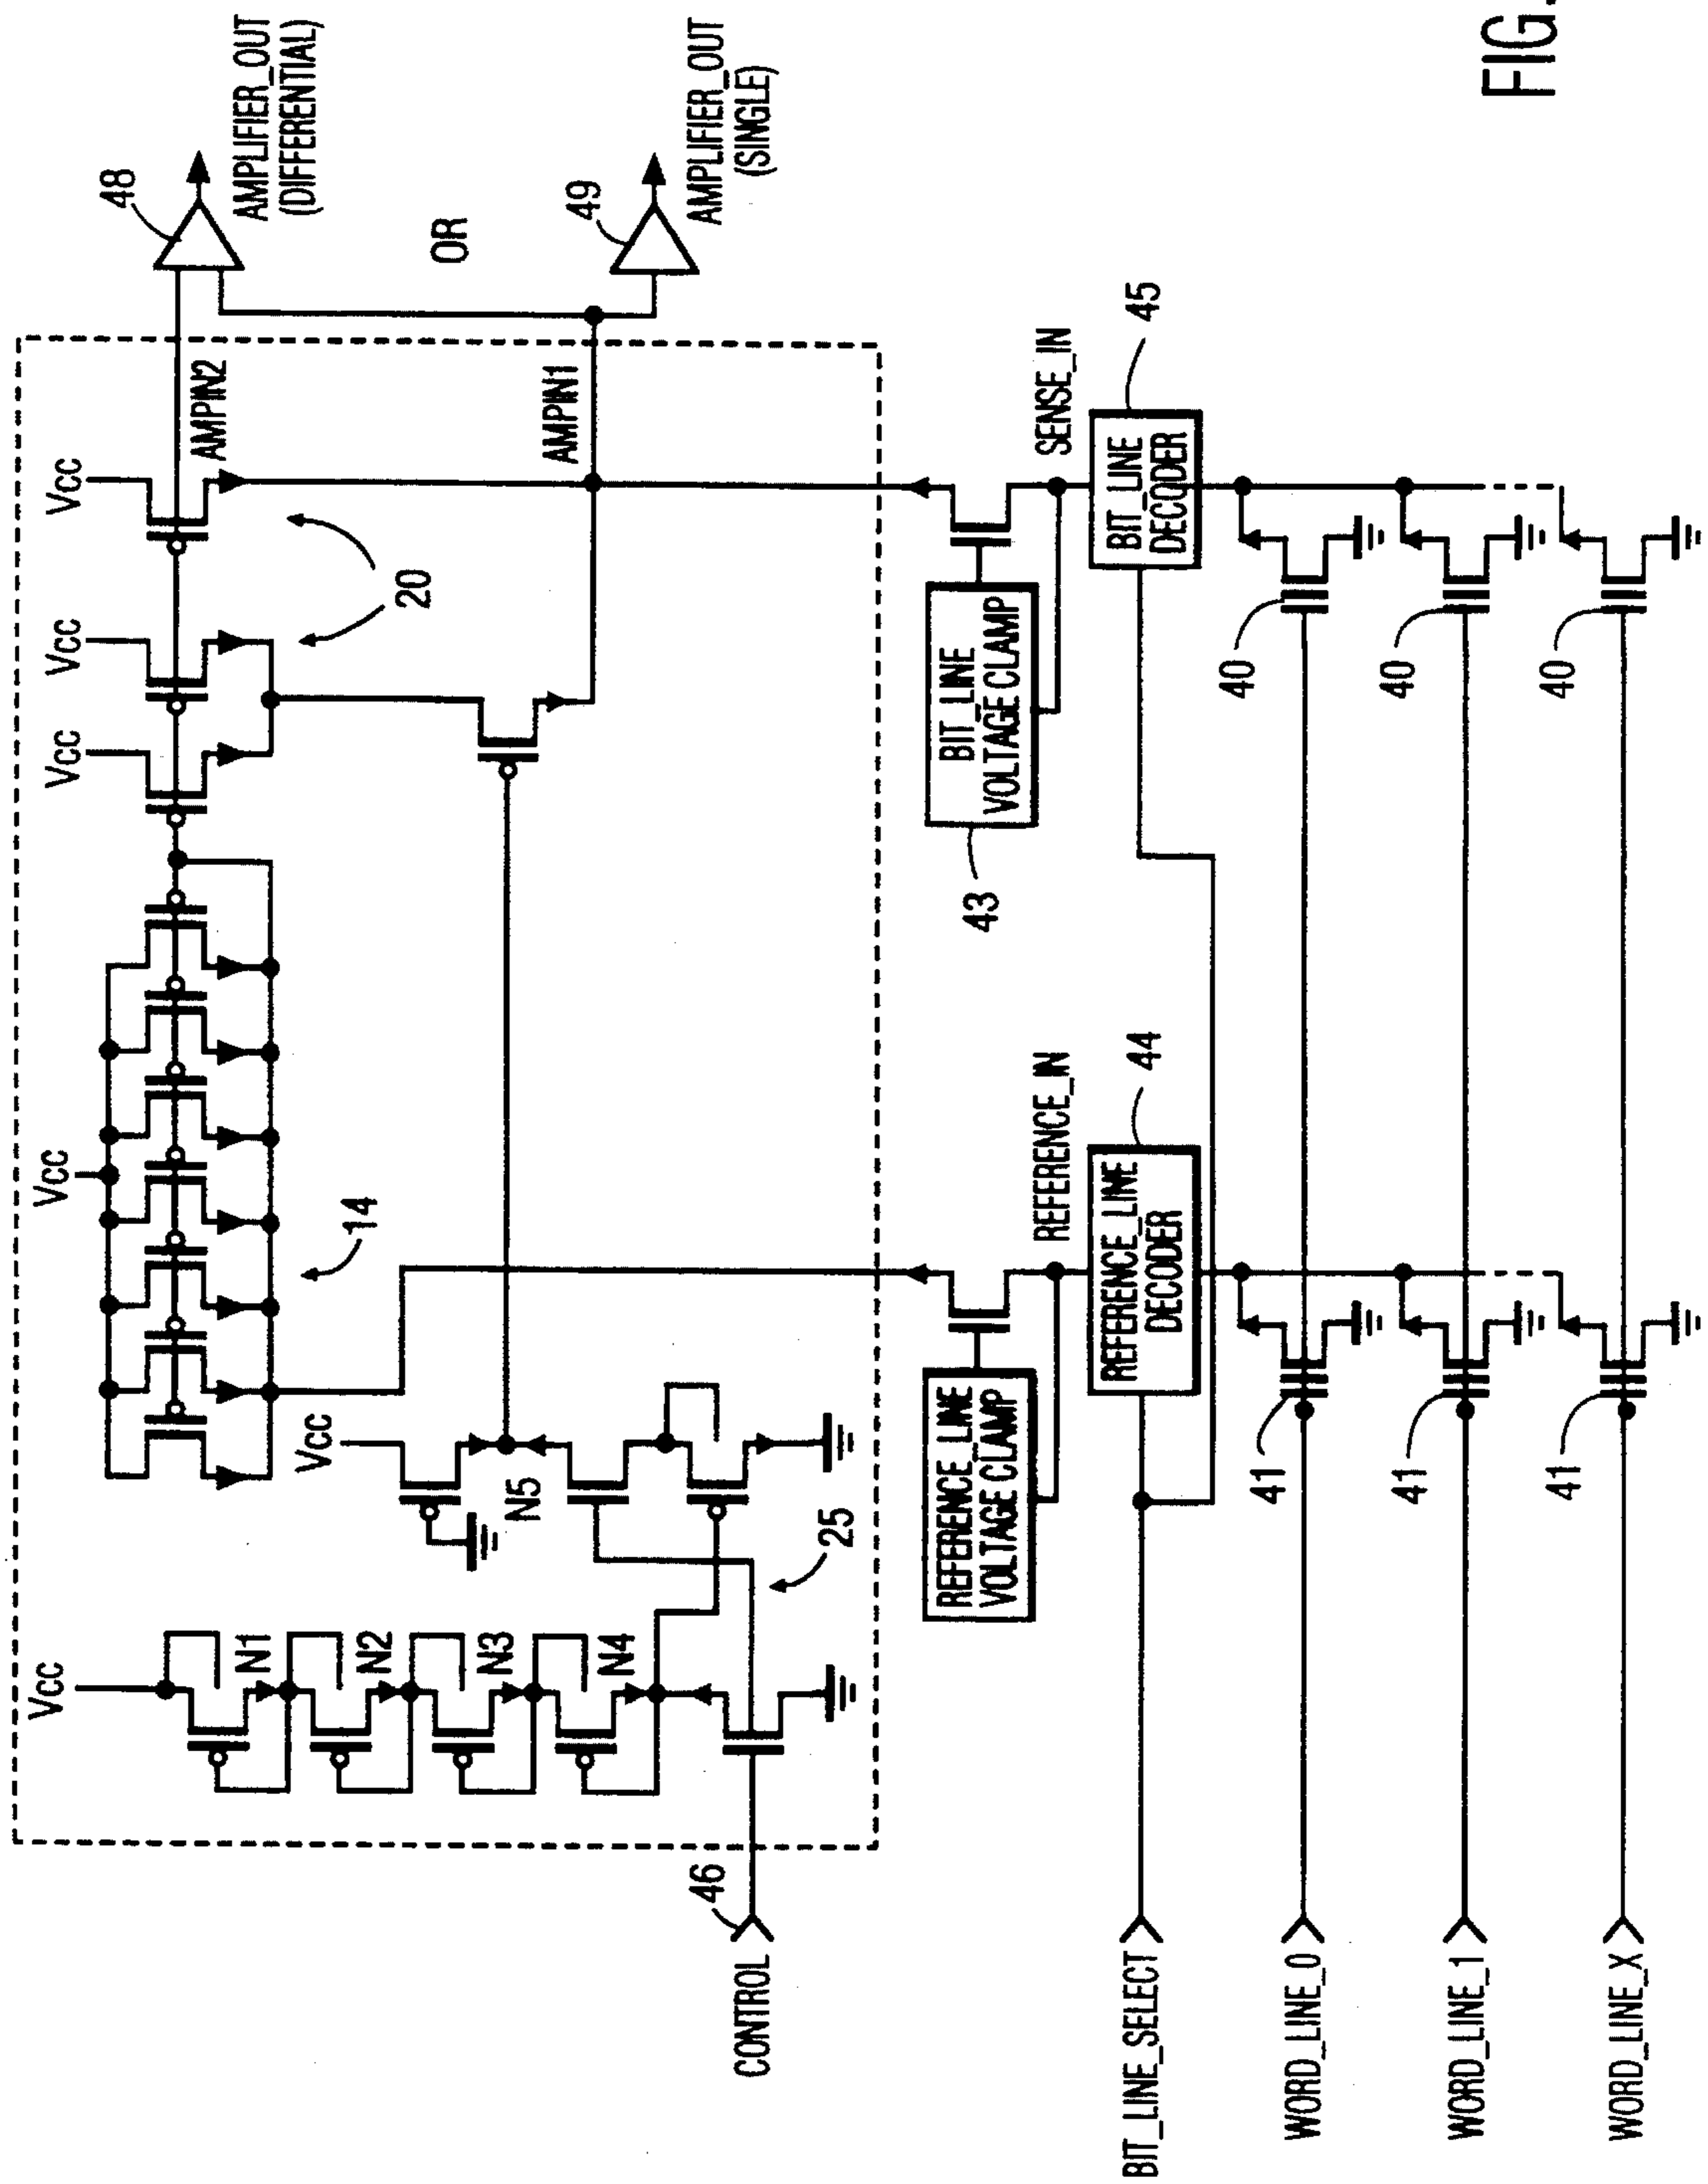 48
AMPLIFIER_OUT
(DIFFERENTIAL)
OR
49
AMPLIFIER_OUT
(SINGLE)
Vcc
Vcc
Vcc
Vcc
Vcc
Vcc
AMPIN2
AMPIN1
20
14
N1
N2
N3
N4
N5
25
46
CONTROL
REFERENCE_LINE
VOLTAGE CLAMP
REFERENCE_IN
BIT_LINE
VOLTAGE CLAMP
43
SENSE_IN
REFERENCE_LINE
DECODER
44
BIT_LINE
DECODER
45
BIT_LINE_SELECT
WORD_LINE_0
41
40
WORD_LINE_1
41
40
WORD_LINE_X
41
40
FIG.